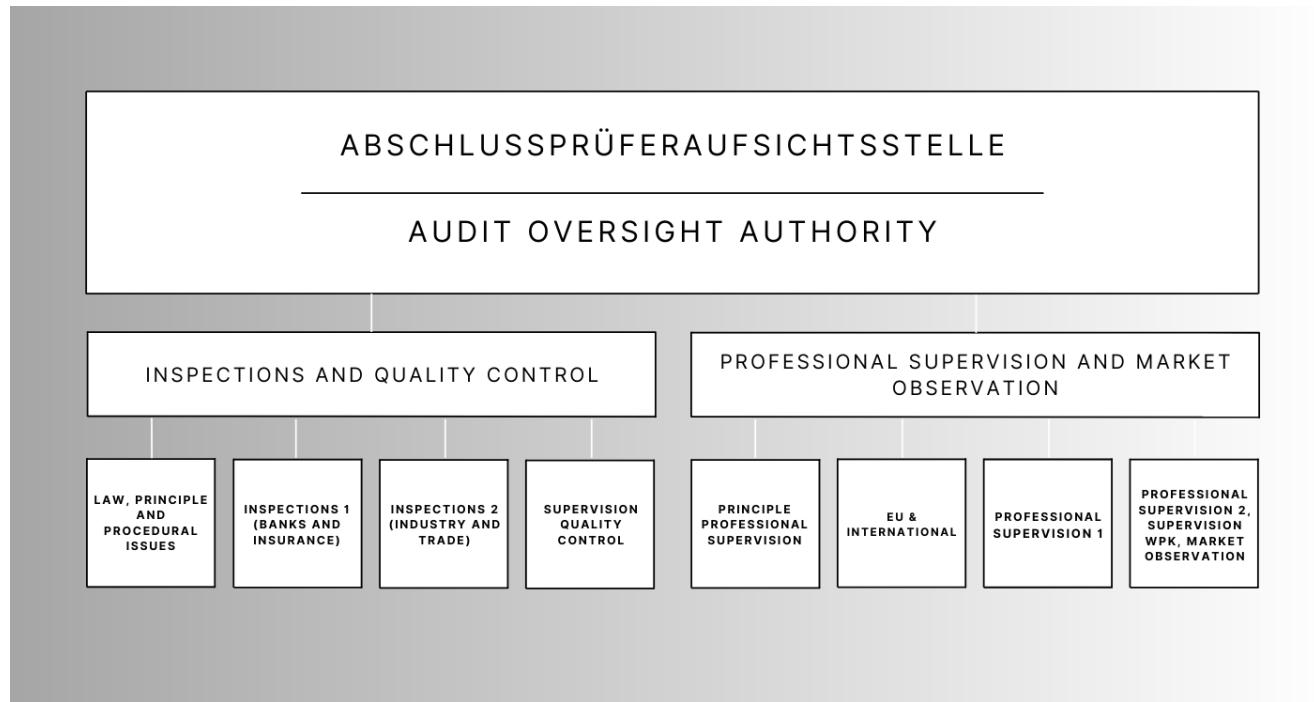 ABSCHLUSSPRÜFERAUFSICHTSSTELLE
AUDIT OVERSIGHT AUTHORITY
INSPECTIONS AND QUALITY CONTROL
PROFESSIONAL SUPERVISION AND MARKET
OBSERVATION
LAW, PRINCIPLE
AND
PROCEDURAL
ISSUES
INSPECTIONS 1
(BANKS AND
INSURANCE)
INSPECTIONS 2
(INDUSTRY AND
TRADE)
SUPERVISION
QUALITY
CONTROL
PRINCIPLE
PROFESSIONAL
SUPERVISION
EU &
INTERNATIONAL
PROFESSIONAL
SUPERVISION 1
PROFESSIONAL
SUPERVISION 2,
SUPERVISION
WPK, MARKET
OBSERVATION